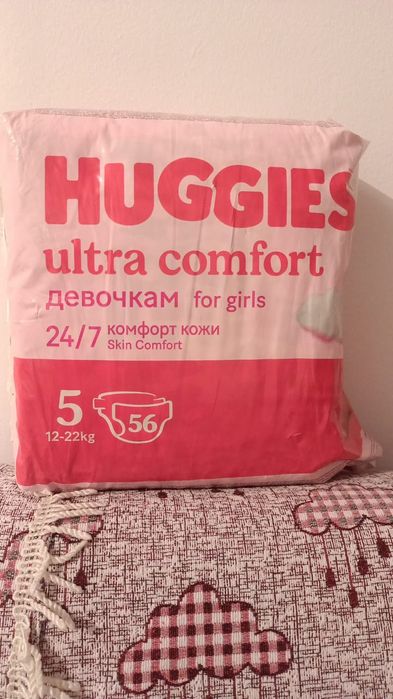 HUGGIES
ultra comfort
девочкам for girls
24/7 комфорт кожи
Skin Comfort
5 56
12-22kg